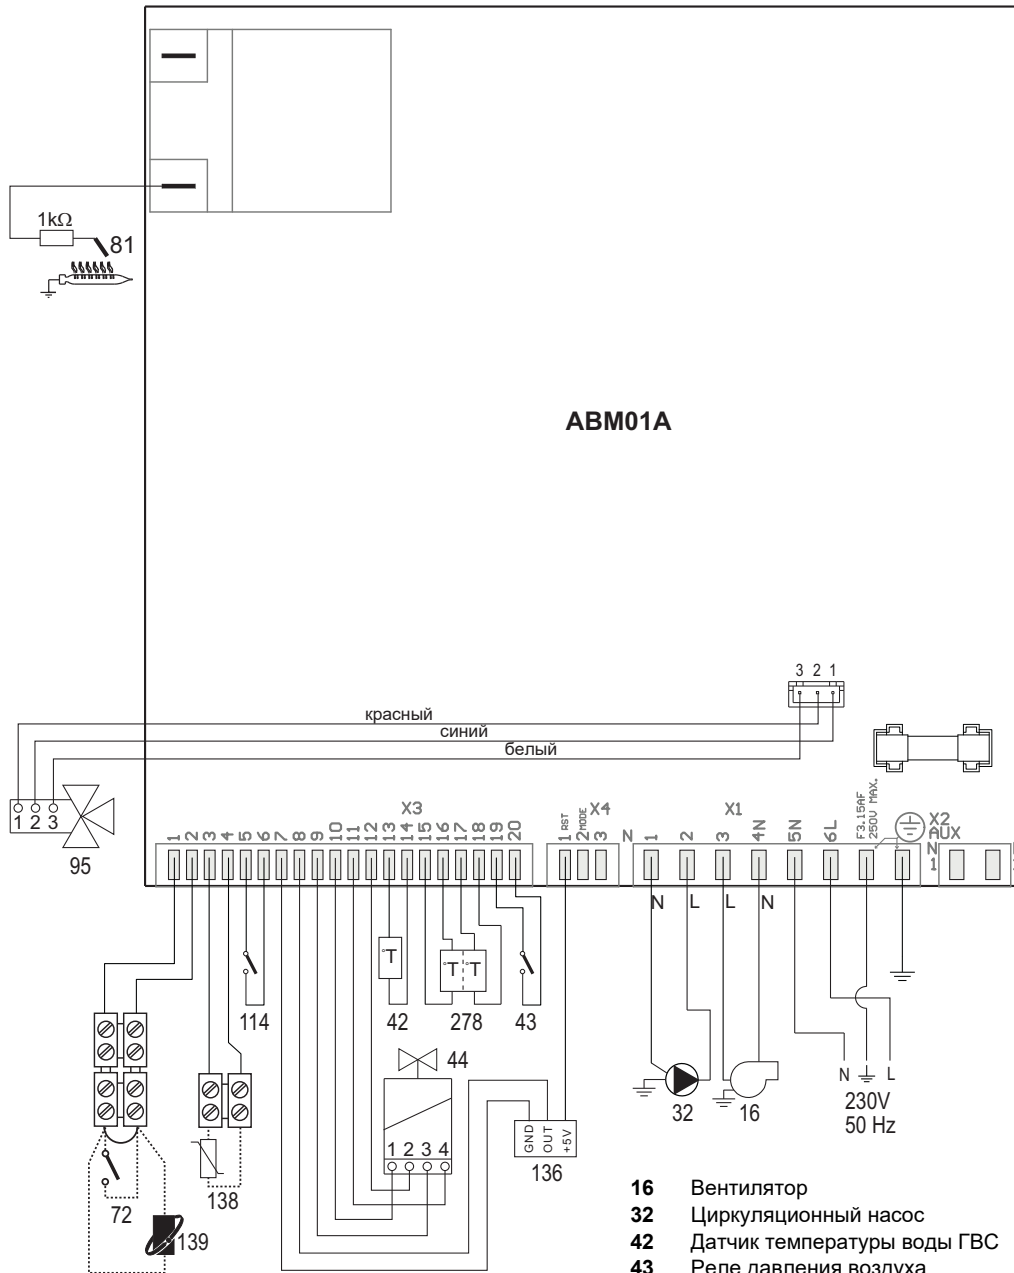 1kΩ
81
ABM01A
3 2 1
красный
синий
белый
1 2 3
95
X3
1 2 3 4 5 6 7 8 9 10 11 12 13 14 15 16 17 18 19 20
X4
1 RST
2 MODE
3
N
X1
1 2 3 4N 5N 6L
F3.15AF
250V MAX.
X2
AUX
N
1
N L L N
°T
°T °T
114
42
278
43
44
1 2 3 4
GND
OUT
+5V
136
32
16
N L
230V
50 Hz
72
139
138
16 Вентилятор
32 Циркуляционный насос
42 Датчик температуры воды ГВС
43 Реле давления воздуха